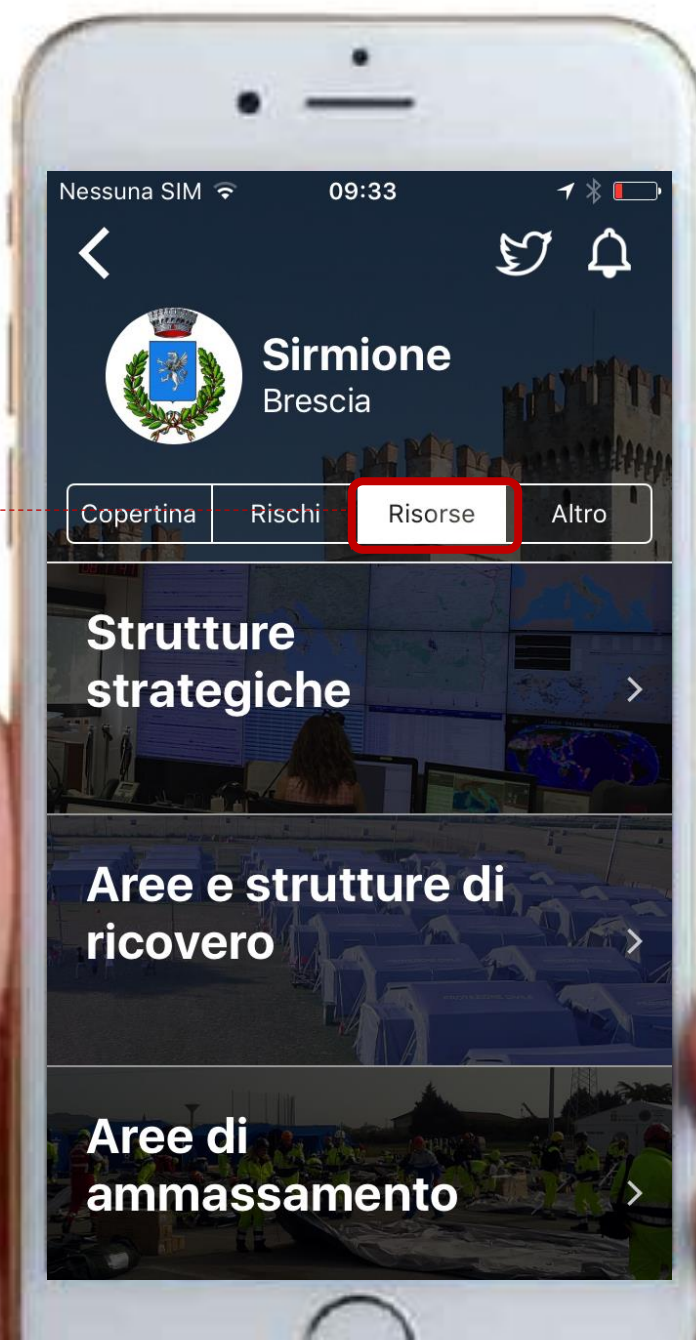 Nessuna SIM 09:33
Sirmione
Brescia
Copertina Rischi Risorse Altro
Strutture
strategiche
Aree e strutture di
ricovero
Aree di
ammassamento